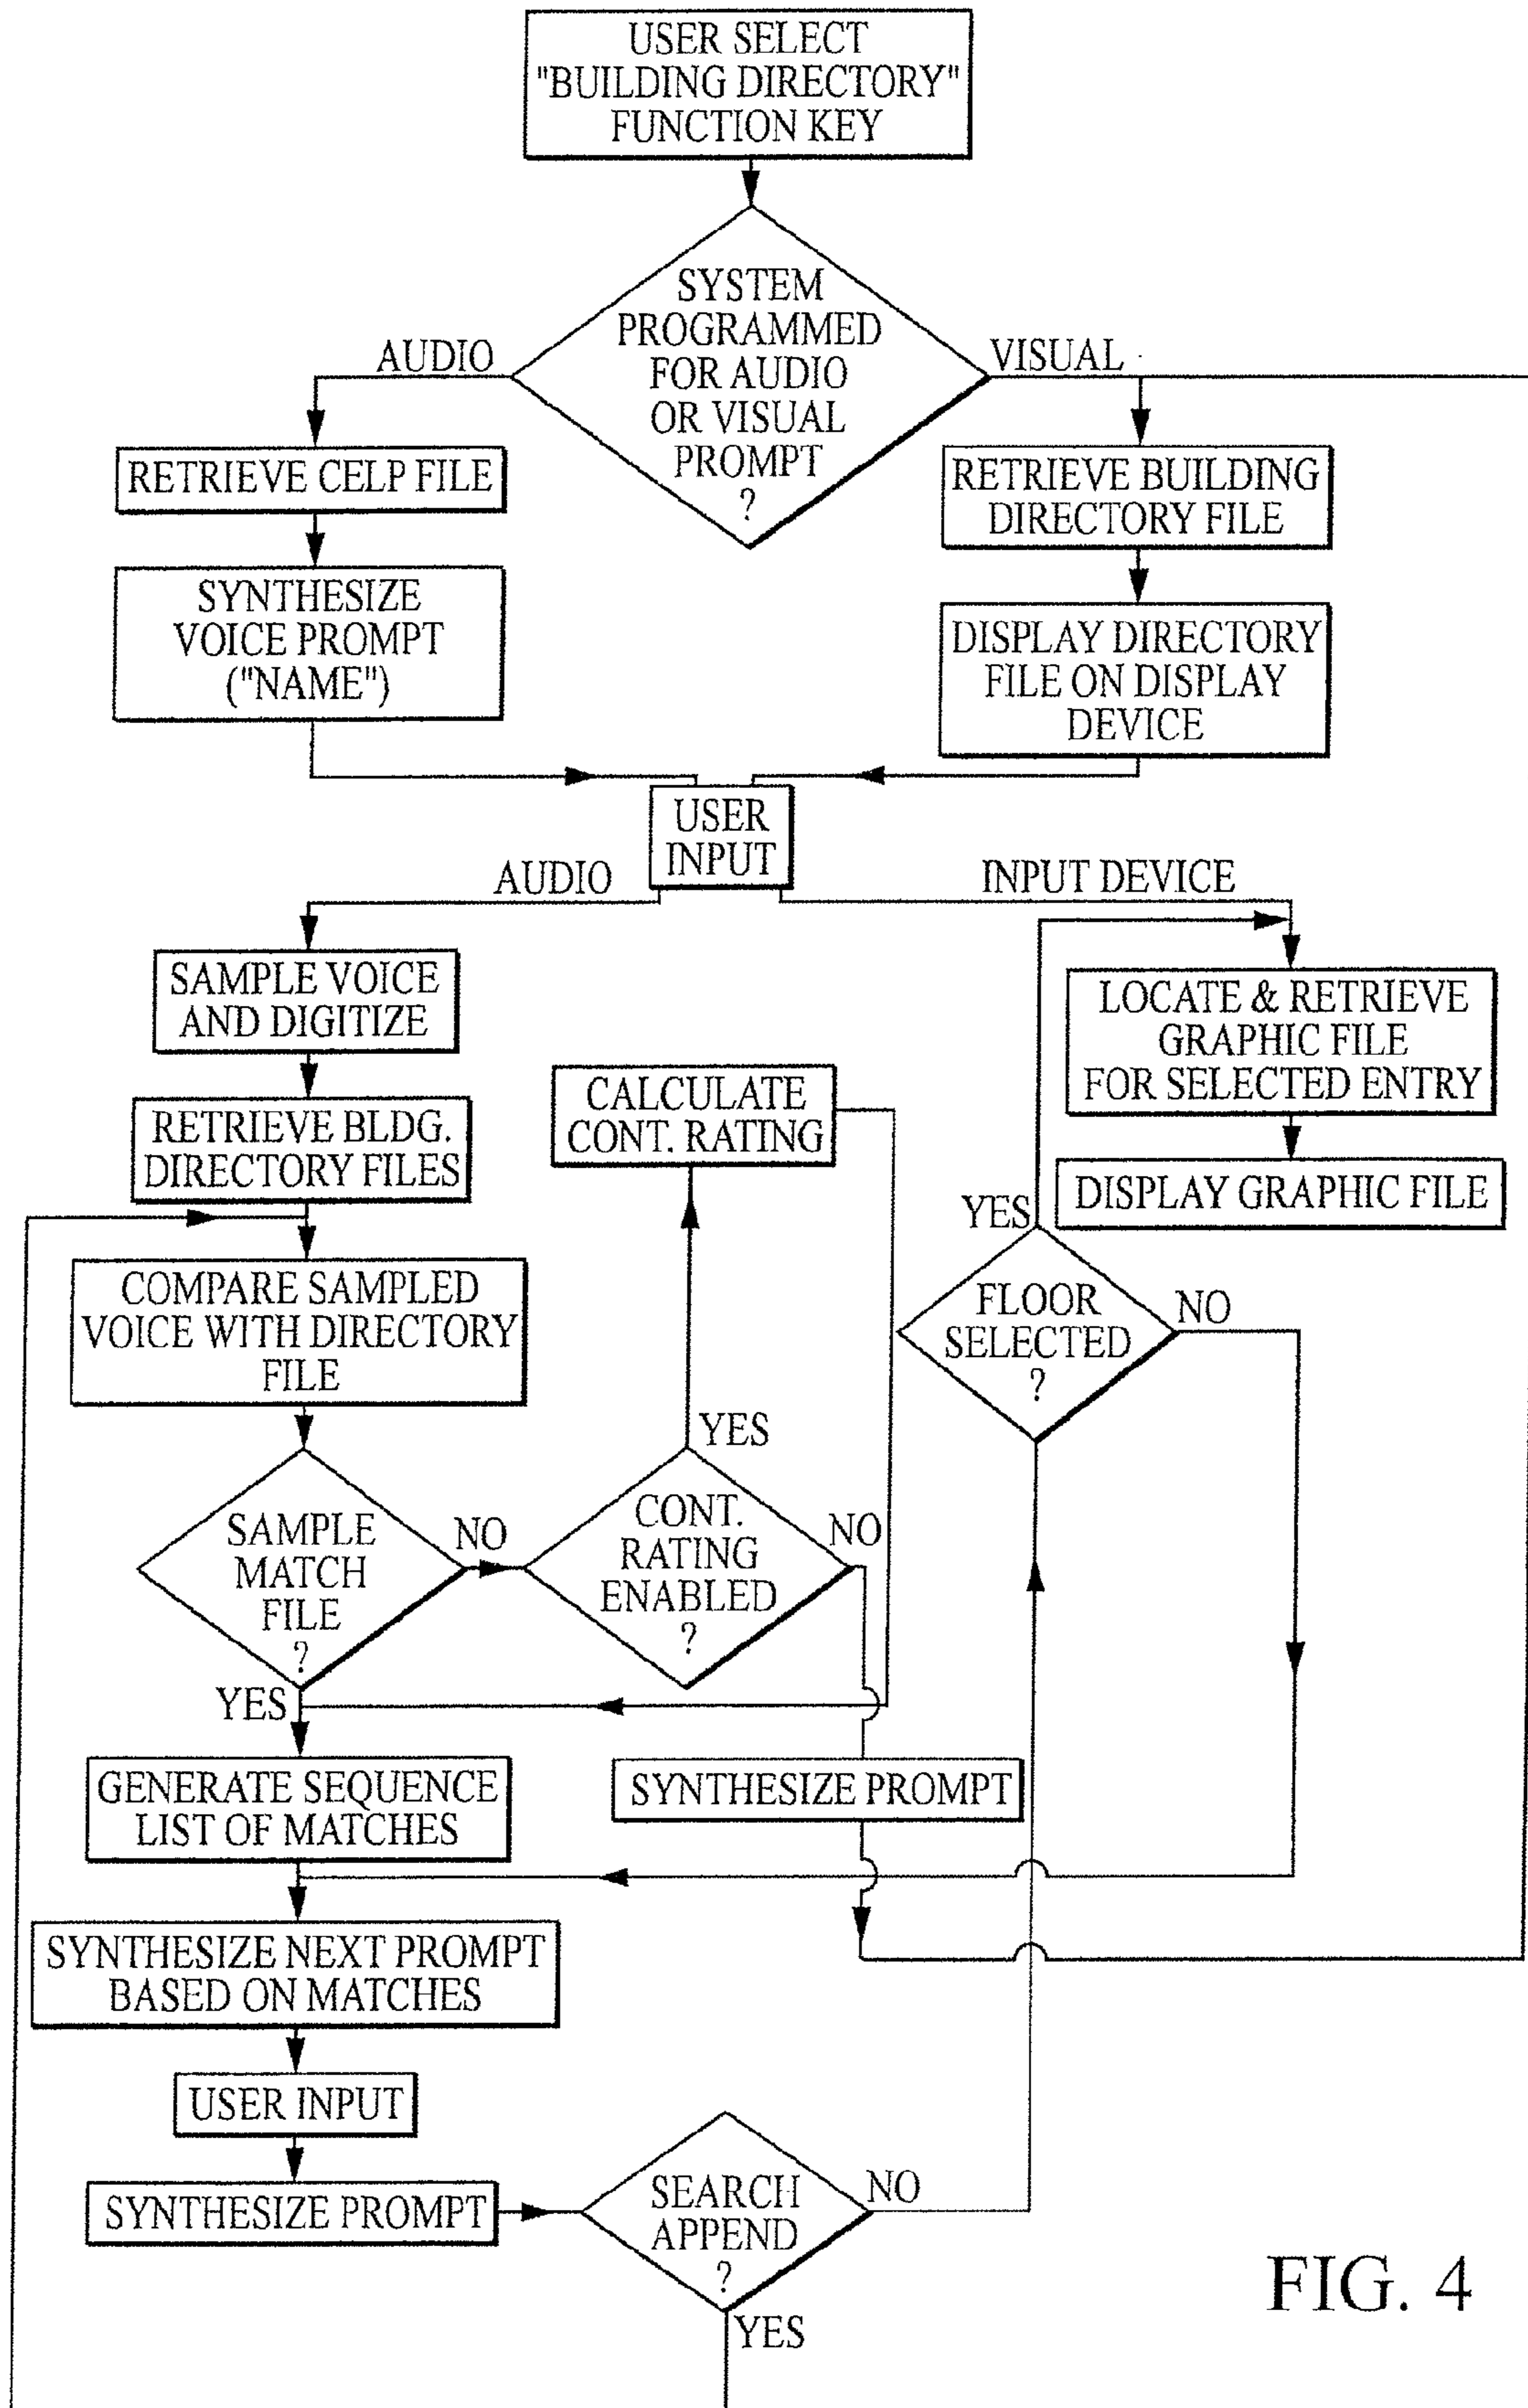 USER SELECT
"BUILDING DIRECTORY"
FUNCTION KEY
SYSTEM
PROGRAMMED
FOR AUDIO
OR VISUAL
PROMPT
?
AUDIO
VISUAL
RETRIEVE CELP FILE
RETRIEVE BUILDING
DIRECTORY FILE
SYNTHESIZE
VOICE PROMPT
("NAME")
DISPLAY DIRECTORY
FILE ON DISPLAY
DEVICE
USER
INPUT
AUDIO
INPUT DEVICE
SAMPLE VOICE
AND DIGITIZE
LOCATE & RETRIEVE
GRAPHIC FILE
FOR SELECTED ENTRY
CALCULATE
CONT. RATING
RETRIEVE BLDG.
DIRECTORY FILES
DISPLAY GRAPHIC FILE
YES
COMPARE SAMPLED
VOICE WITH DIRECTORY
FILE
FLOOR
SELECTED
?
NO
YES
SAMPLE
MATCH
FILE
?
NO
CONT.
RATING
ENABLED
?
NO
YES
GENERATE SEQUENCE
LIST OF MATCHES
SYNTHESIZE PROMPT
SYNTHESIZE NEXT PROMPT
BASED ON MATCHES
USER INPUT
SYNTHESIZE PROMPT
SEARCH
APPEND
?
NO
YES
FIG. 4